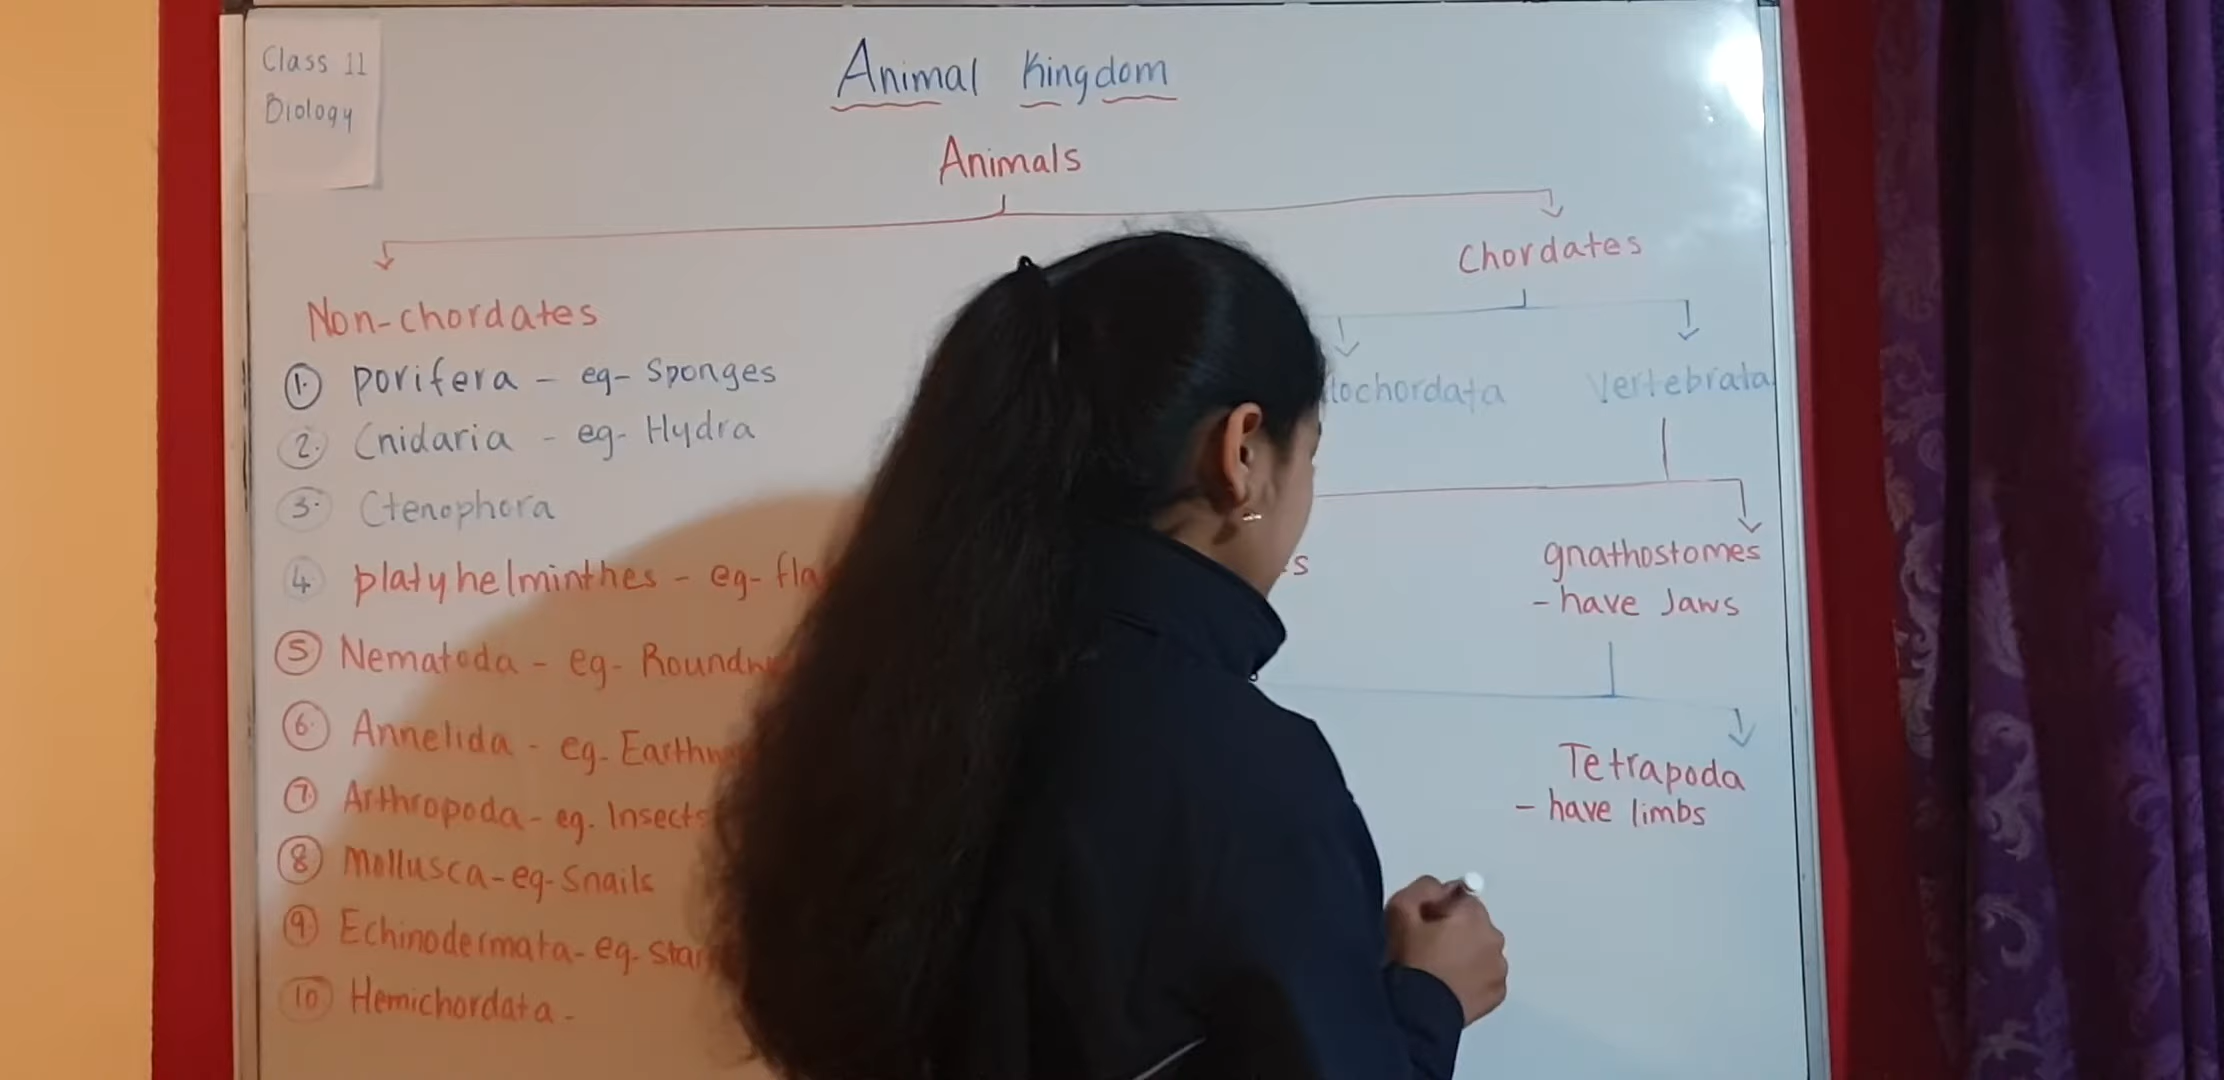 Class 11
Biology
Animal Kingdom
Animals
Chordates
Non-chordates
① Porifera - eg- Sponges
2. Cnidaria - eg- Hydra
Vertebrata
3. Ctenophora
4 platyhelminthes - eg-
gnathostomes
- have Jaws
⑤ Nematoda - eg-
⑥ Annelida - eg.
Tetrapoda
- have limbs
⑦ Arthropoda - eg. Insects
⑧ Mollusca - eg- Snails
⑨ Echinodermata - eg.
10 Hemichordata -